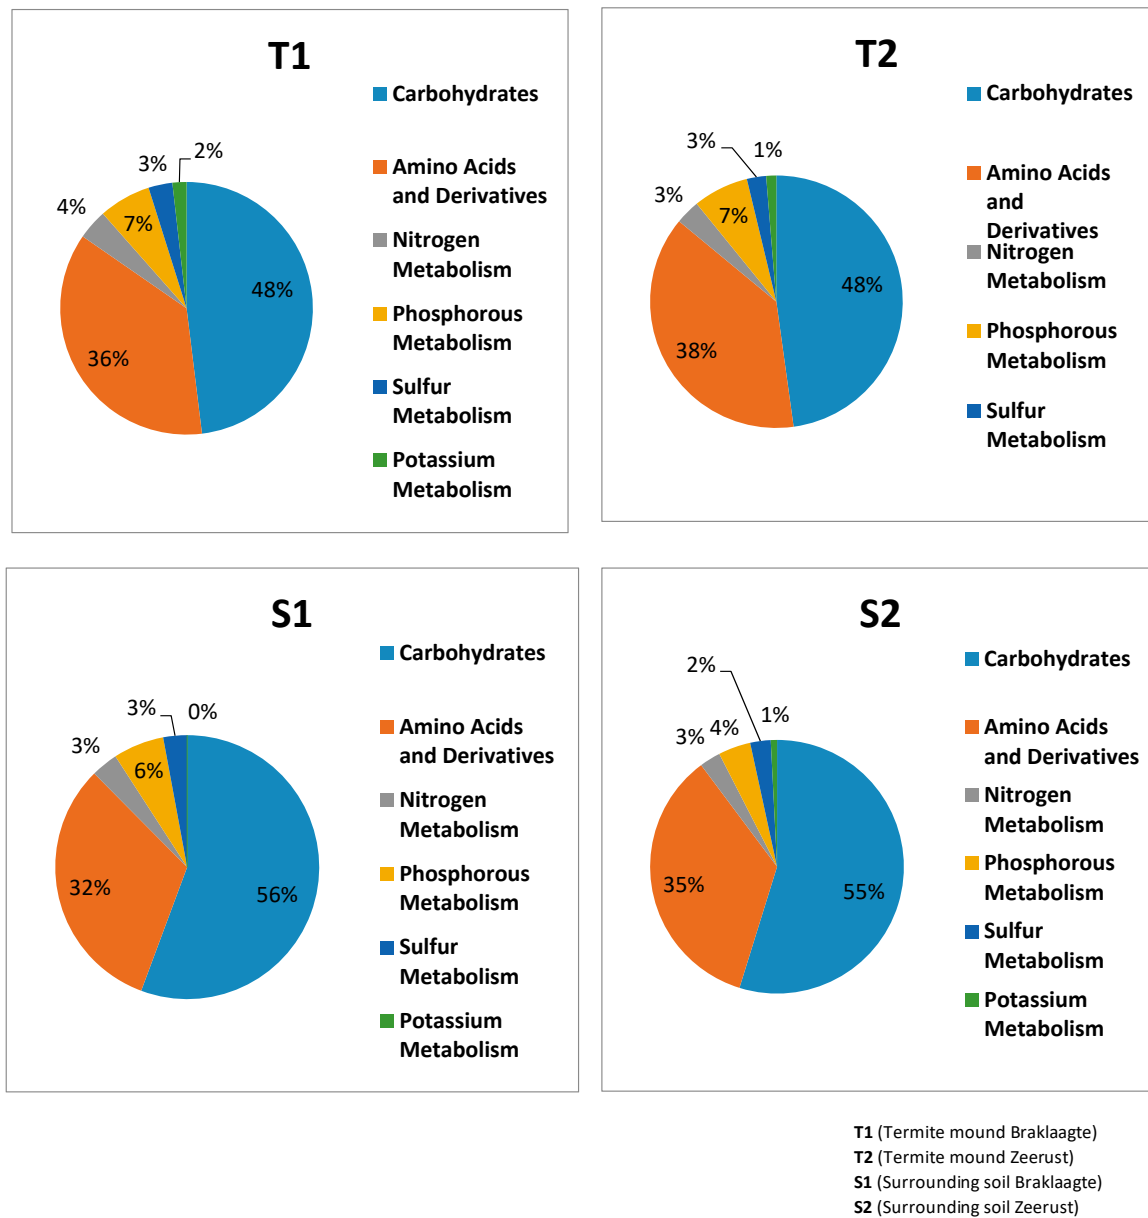 T1
Carbohydrates
3%
2%
Amino Acids
and Derivatives
4%
7%
Nitrogen
Metabolism
48%
Phosphorous
Metabolism
36%
Sulfur
Metabolism
Potassium
Metabolism
T2
Carbohydrates
3%
1%
Amino Acids
and
Derivatives
3%
7%
Nitrogen
Metabolism
48%
Phosphorous
Metabolism
38%
Sulfur
Metabolism
S1
Carbohydrates
3%
0%
Amino Acids
and Derivatives
3%
6%
Nitrogen
Metabolism
Phosphorous
Metabolism
32%
56%
Sulfur
Metabolism
Potassium
Metabolism
S2
Carbohydrates
2%
1%
Amino Acids
and Derivatives
3%
4%
Nitrogen
Metabolism
Phosphorous
Metabolism
35%
55%
Sulfur
Metabolism
Potassium
Metabolism
T1 (Termite mound Braklaagte)
T2 (Termite mound Zeerust)
S1 (Surrounding soil Braklaagte)
S2 (Surrounding soil Zeerust)